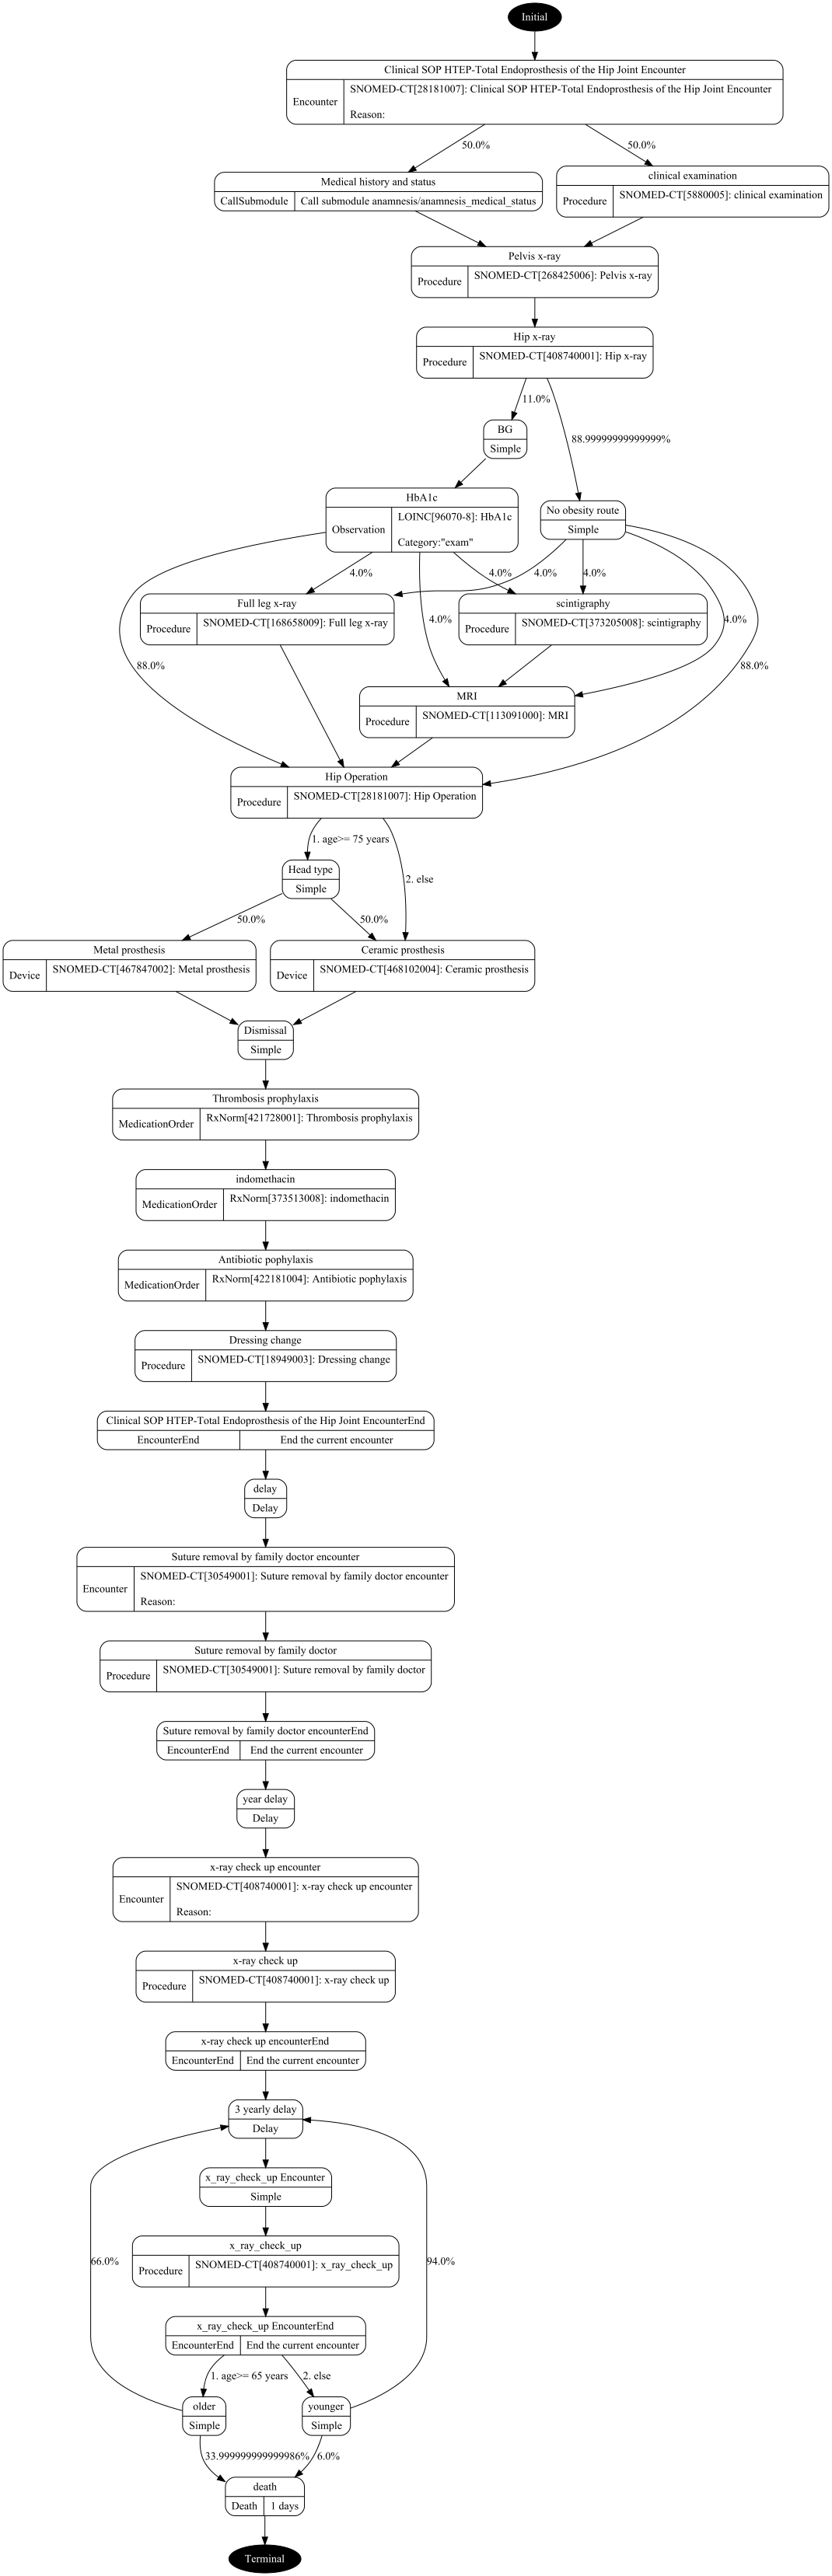 Initial
Clinical SOP HTEP-Total Endoprosthesis of the Hip Joint Encounter
Encounter
SNOMED-CT[28181007]: Clinical SOP HTEP-Total Endoprosthesis of the Hip Joint Encounter
Reason:
50.0%
50.0%
Medical history and status
CallSubmodule
Call submodule anamnesis/anamnesis_medical_status
clinical examination
Procedure
SNOMED-CT[5880005]: clinical examination
Pelvis x-ray
Procedure
SNOMED-CT[268425006]: Pelvis x-ray
Hip x-ray
Procedure
SNOMED-CT[408740001]: Hip x-ray
11.0%
88.99999999999999%
BG
Simple
HbA1c
Observation
LOINC[96070-8]: HbA1c
Category:"exam"
No obesity route
Simple
4.0%
4.0%
4.0%
4.0%
4.0%
4.0%
88.0%
88.0%
Full leg x-ray
Procedure
SNOMED-CT[168658009]: Full leg x-ray
scintigraphy
Procedure
SNOMED-CT[373205008]: scintigraphy
MRI
Procedure
SNOMED-CT[113091000]: MRI
Hip Operation
Procedure
SNOMED-CT[28181007]: Hip Operation
1. age>= 75 years
2. else
Head type
Simple
50.0%
50.0%
Metal prosthesis
Device
SNOMED-CT[467847002]: Metal prosthesis
Ceramic prosthesis
Device
SNOMED-CT[468102004]: Ceramic prosthesis
Dismissal
Simple
Thrombosis prophylaxis
MedicationOrder
RxNorm[421728001]: Thrombosis prophylaxis
indomethacin
MedicationOrder
RxNorm[373513008]: indomethacin
Antibiotic pophylaxis
MedicationOrder
RxNorm[422181004]: Antibiotic pophylaxis
Dressing change
Procedure
SNOMED-CT[18949003]: Dressing change
Clinical SOP HTEP-Total Endoprosthesis of the Hip Joint EncounterEnd
EncounterEnd
End the current encounter
delay
Delay
Suture removal by family doctor encounter
Encounter
SNOMED-CT[30549001]: Suture removal by family doctor encounter
Reason:
Suture removal by family doctor
Procedure
SNOMED-CT[30549001]: Suture removal by family doctor
Suture removal by family doctor encounterEnd
EncounterEnd
End the current encounter
year delay
Delay
x-ray check up encounter
Encounter
SNOMED-CT[408740001]: x-ray check up encounter
Reason:
x-ray check up
Procedure
SNOMED-CT[408740001]: x-ray check up
x-ray check up encounterEnd
EncounterEnd
End the current encounter
3 yearly delay
Delay
x_ray_check_up Encounter
Simple
x_ray_check_up
Procedure
SNOMED-CT[408740001]: x_ray_check_up
66.0%
94.0%
x_ray_check_up EncounterEnd
EncounterEnd
End the current encounter
1. age>= 65 years
2. else
older
Simple
younger
Simple
33.999999999999986%
6.0%
death
Death
1 days
Terminal